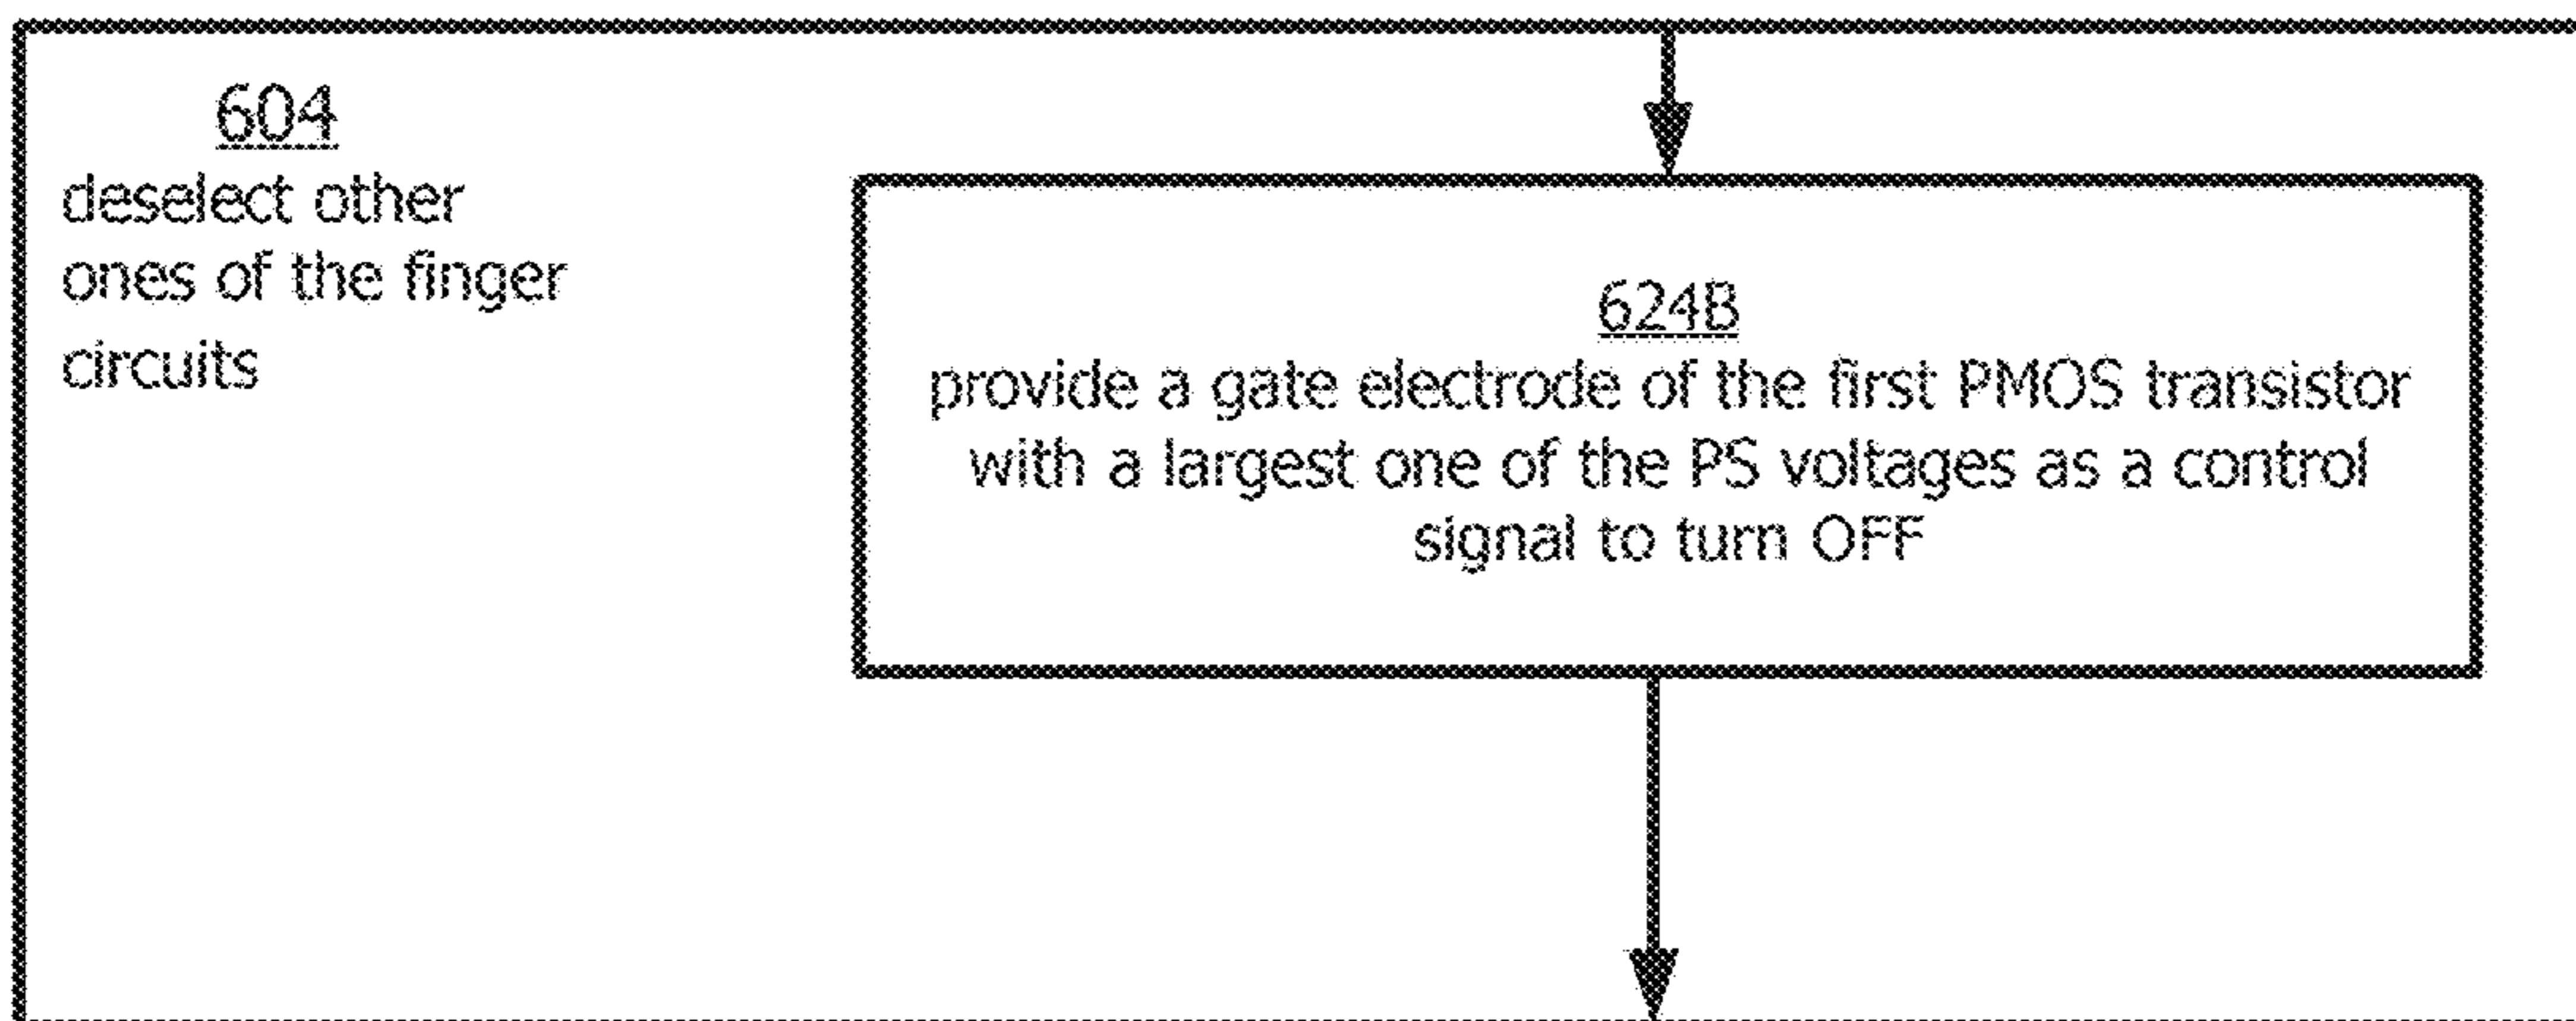 604
deselect other
ones of the finger
circuits
624B
provide a gate electrode of the first PMOS transistor
with a largest one of the PS voltages as a control
signal to turn OFF